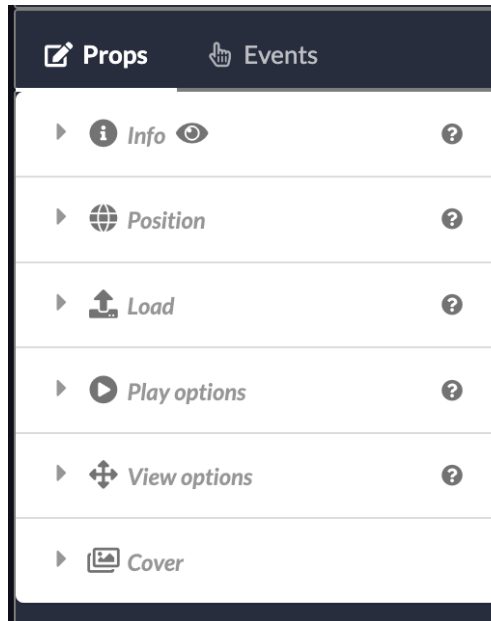 Props Events
Info ?
Position ?
Load ?
Play options ?
View options ?
Cover